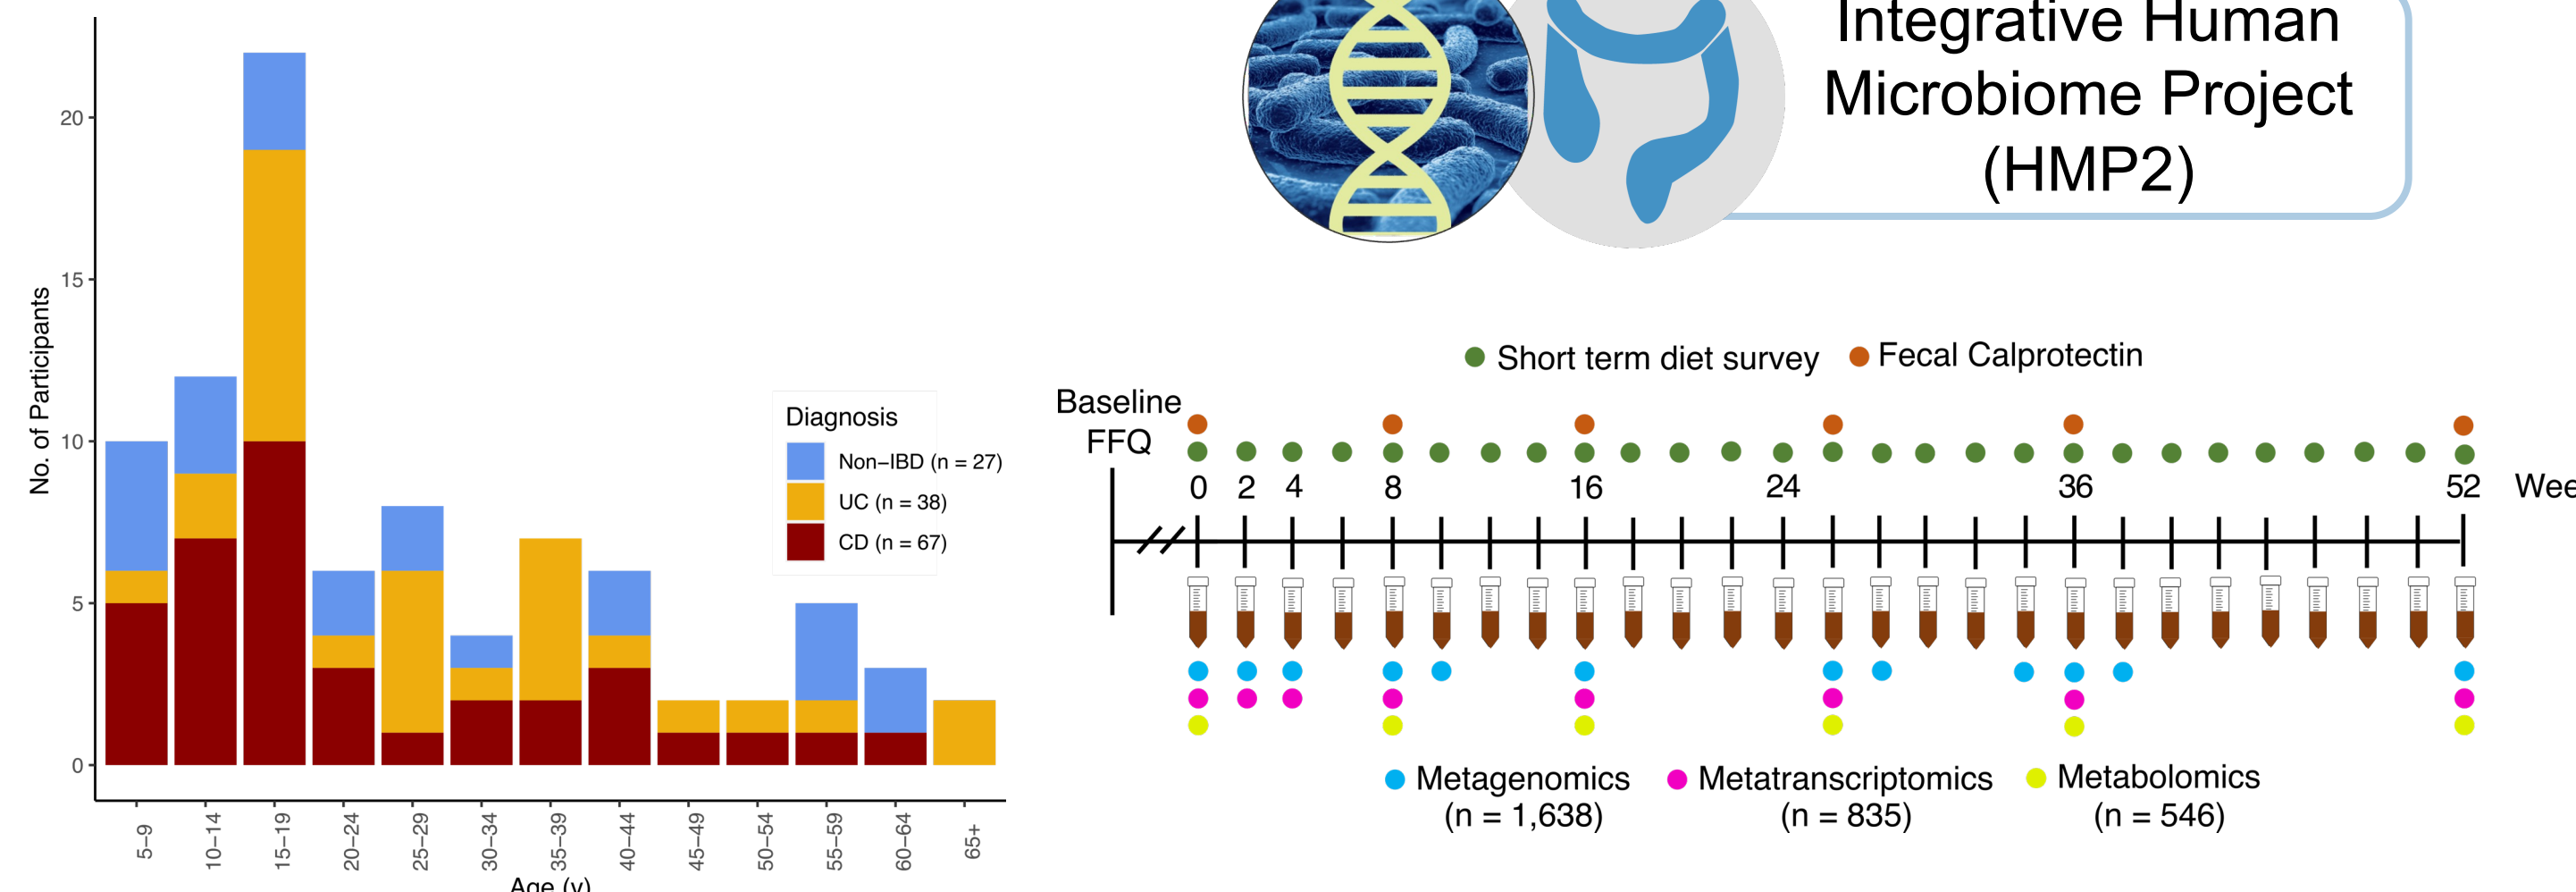 No. of Participants
20
15
10
5
0
5–9
10–14
15–19
20–24
25–29
30–34
35–39
40–44
45–49
50–54
55–59
60–64
65+
Age (y)
Diagnosis
Non–IBD (n = 27)
UC (n = 38)
CD (n = 67)
Integrative Human
Microbiome Project
(HMP2)
Short term diet survey
Fecal Calprotectin
Baseline
FFQ
0 2 4 8 16 24 36 52 Wee
Metagenomics
(n = 1,638)
Metatranscriptomics
(n = 835)
Metabolomics
(n = 546)